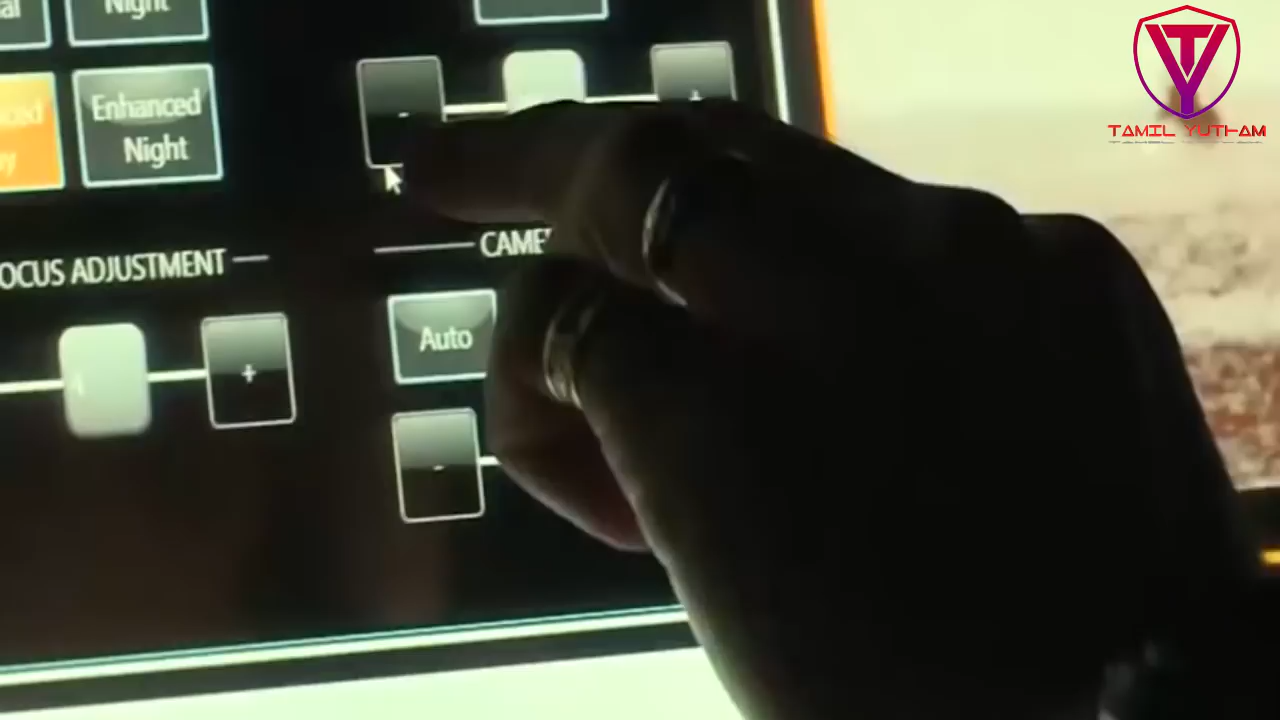 Night
Enhanced
Night
OCUS ADJUSTMENT
CAME
Auto
-
+
-
+
TAMIL YUTHAM